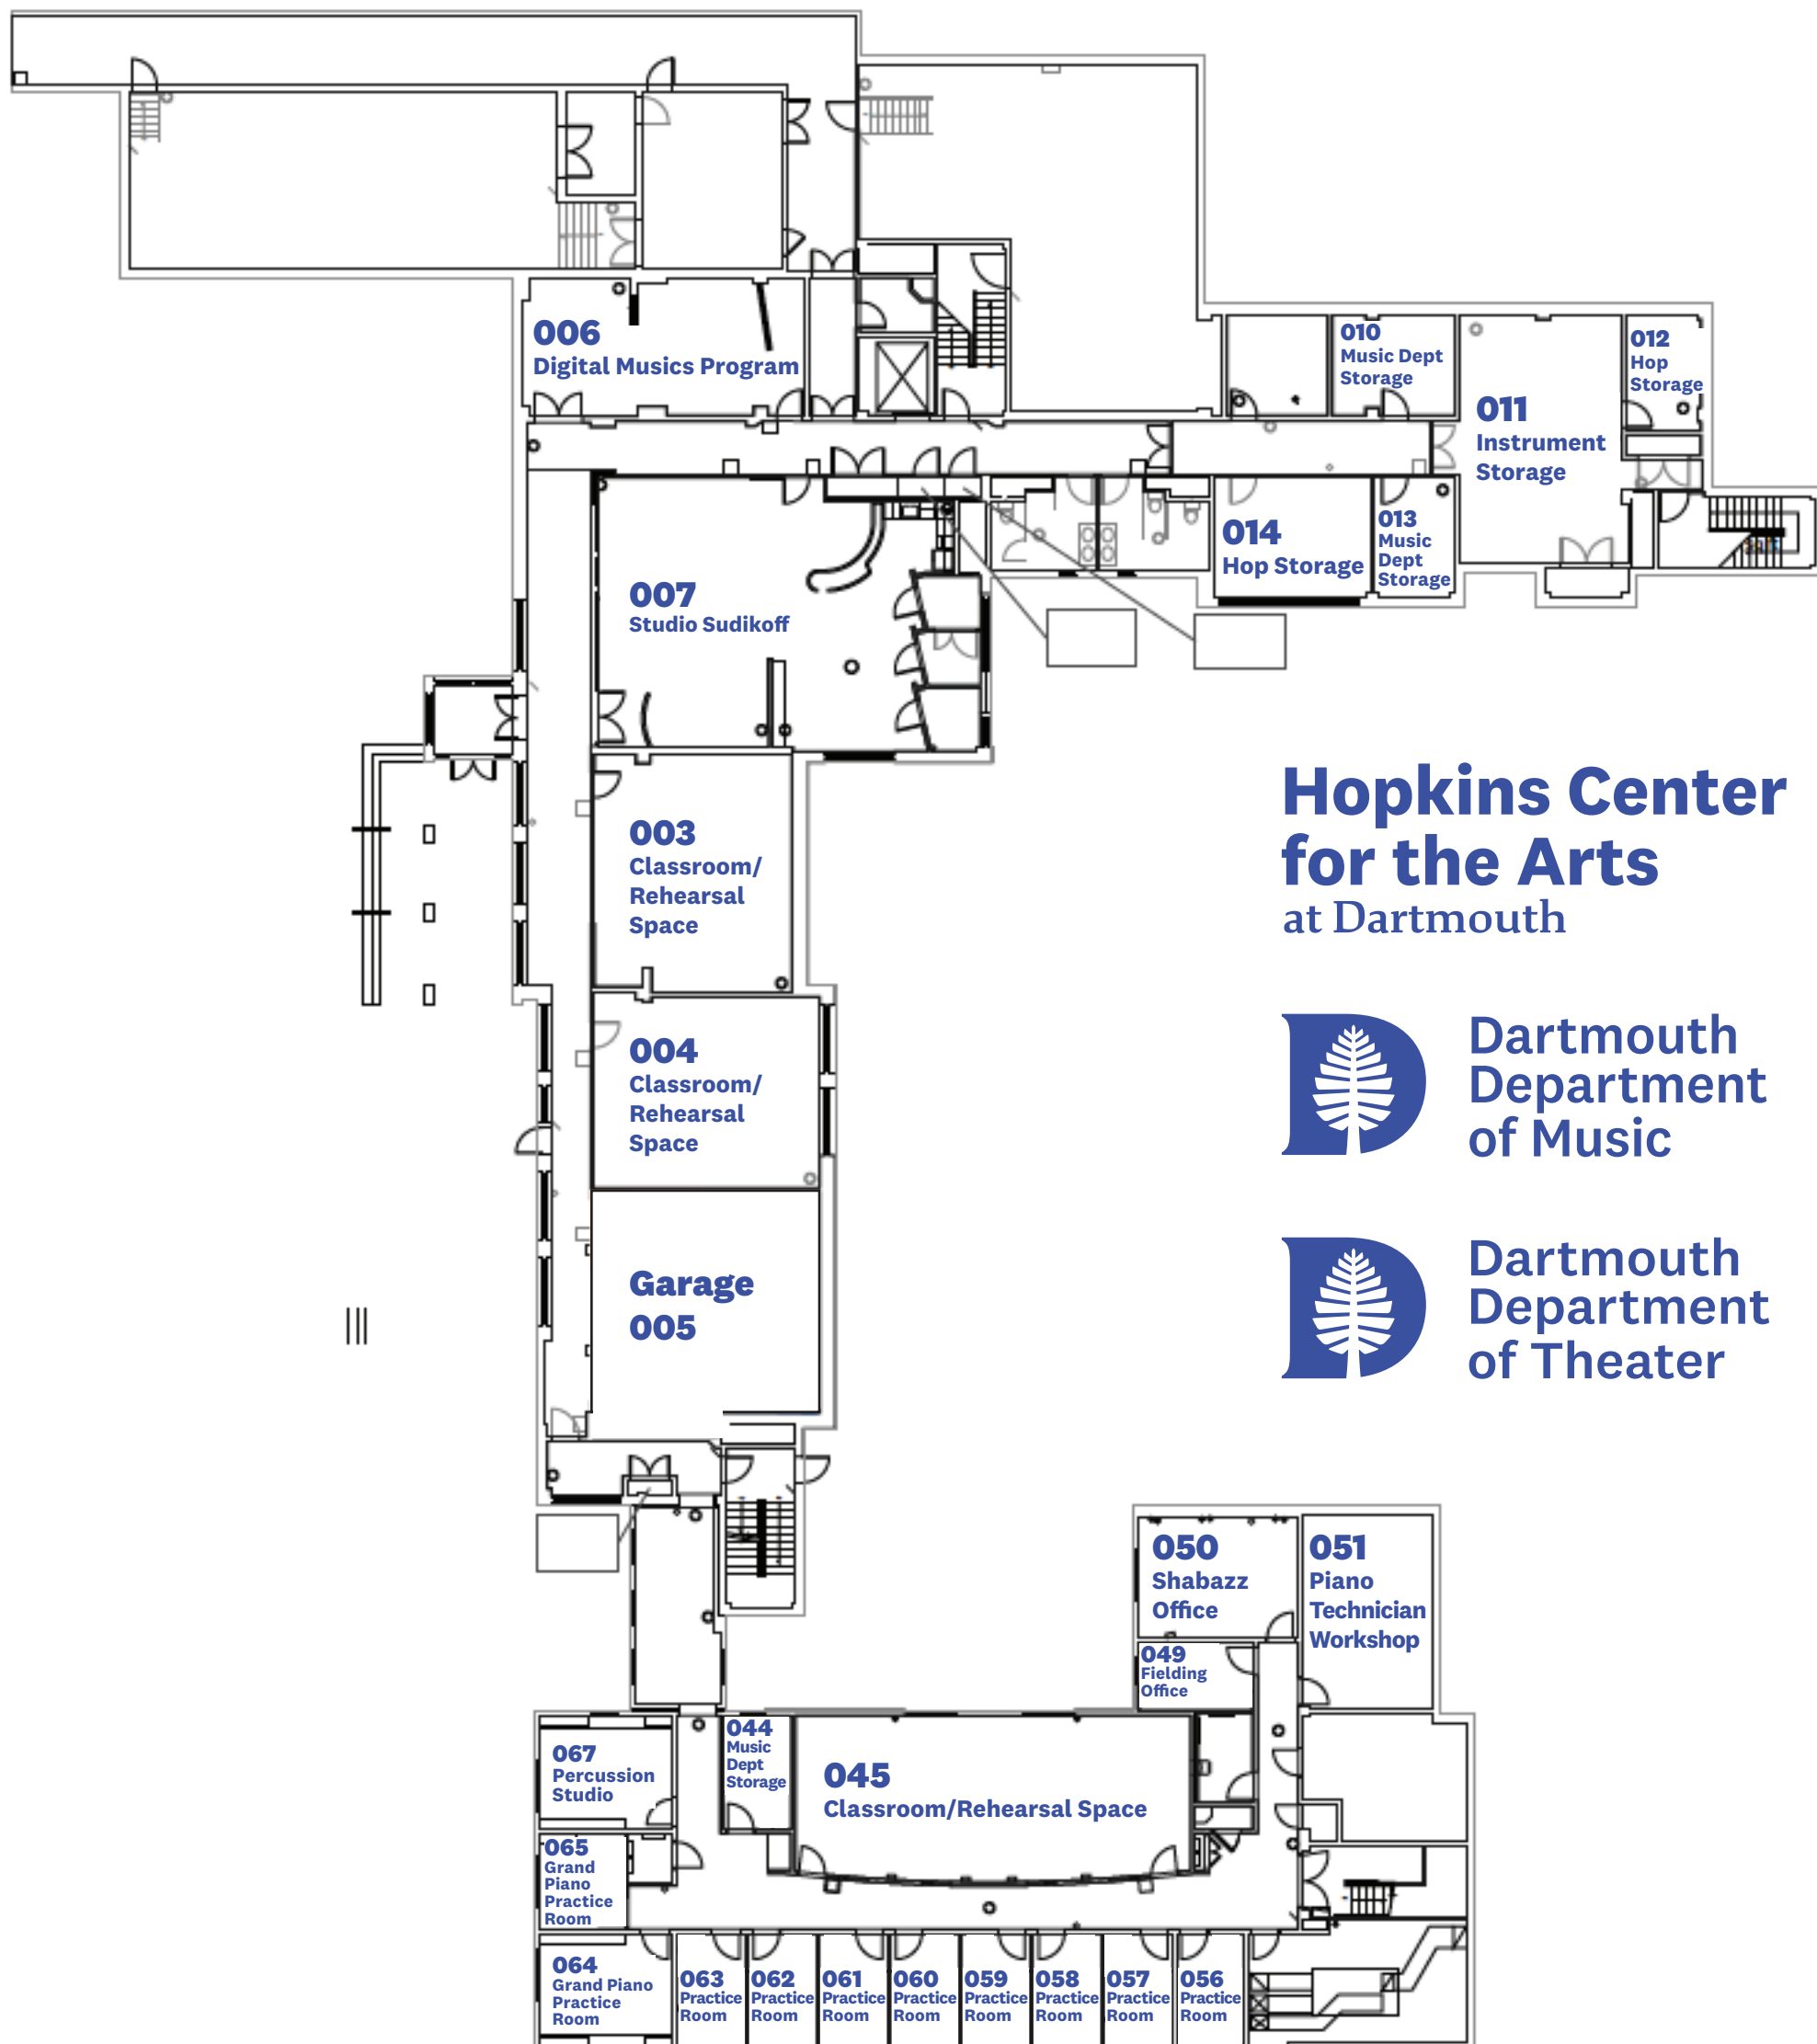 006
Digital Musics Program
010
Music Dept
Storage
012
Hop
Storage
011
Instrument
Storage
014
Hop Storage
013
Music
Dept
Storage
007
Studio Sudikoff
003
Classroom/
Rehearsal
Space
Hopkins Center
for the Arts
at Dartmouth
004
Classroom/
Rehearsal
Space
Dartmouth
Department
of Music
Garage
005
Dartmouth
Department
of Theater
050
Shabazz
Office
051
Piano
Technician
Workshop
049
Fielding
Office
067
Percussion
Studio
044
Music
Dept
Storage
045
Classroom/Rehearsal Space
065
Grand
Piano
Practice
Room
064
Grand Piano
Practice
Room
063
Practice
Room
062
Practice
Room
061
Practice
Room
060
Practice
Room
059
Practice
Room
058
Practice
Room
057
Practice
Room
056
Practice
Room